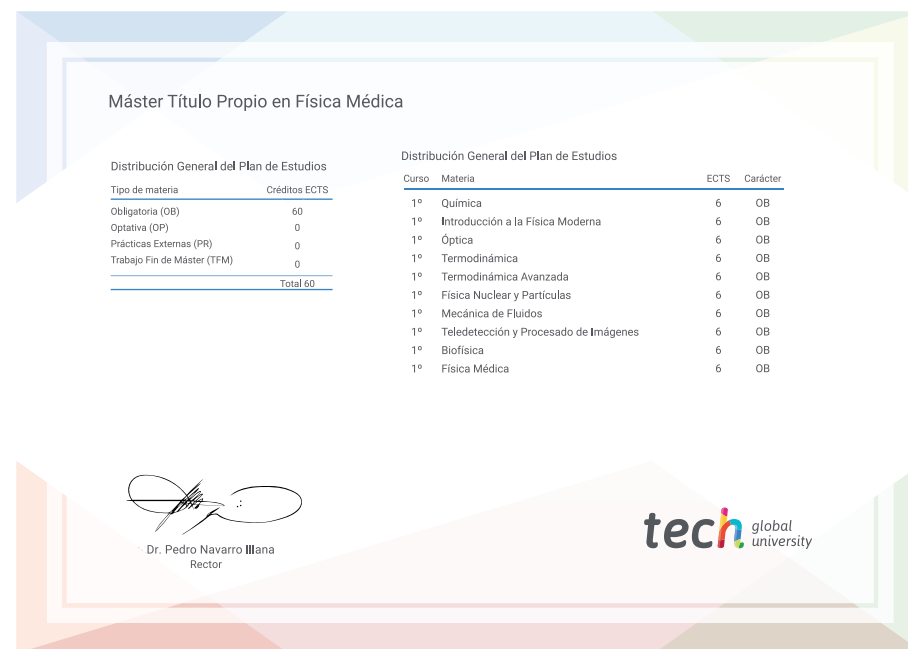 Máster Título Propio en Física Médica
Distribución General del Plan de Estudios
Tipo de materia Créditos ECTS
Obligatoria (OB) 60
Optativa (OP) 0
Prácticas Externas (PR) 0
Trabajo Fin de Máster (TFM) 0
Total 60
Distribución General del Plan de Estudios
Curso Materia ECTS Carácter
1º Química 6 OB
1º Introducción a la Física Moderna 6 OB
1º Óptica 6 OB
1º Termodinámica 6 OB
1º Termodinámica Avanzada 6 OB
1º Física Nuclear y Partículas 6 OB
1º Mecánica de Fluidos 6 OB
1º Teledetección y Procesado de Imágenes 6 OB
1º Biofísica 6 OB
1º Física Médica 6 OB
Dr. Pedro Navarro Illana
Rector
tech global
university